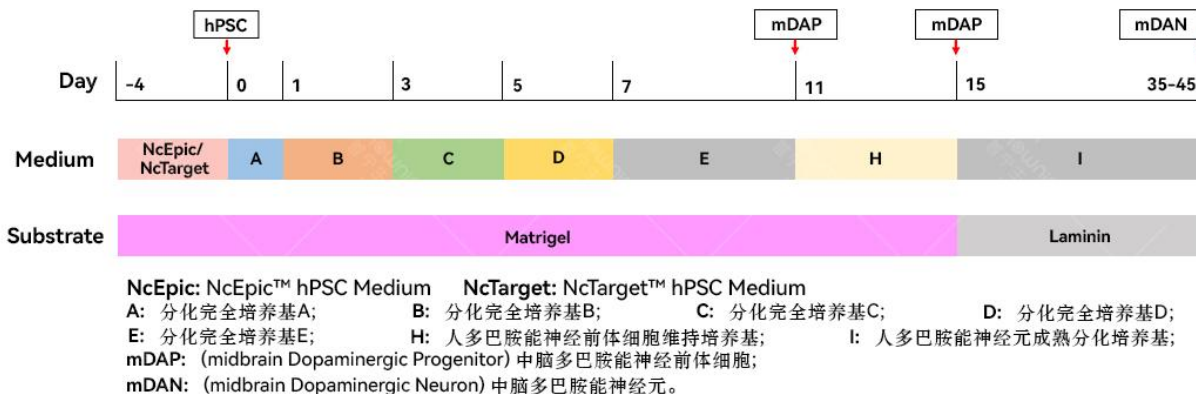 hPSC mDAP mDAP mDAN
Day -4 0 1 3 5 7 11 15 35-45
Medium NcEpic/ NcTarget A B C D E H I
Substrate Matrigel Laminin
NcEpic: NcEpic™ hPSC Medium NcTarget: NcTarget™ hPSC Medium
A: 分化完全培养基A; B: 分化完全培养基B; C: 分化完全培养基C; D: 分化完全培养基D;
E: 分化完全培养基E; H: 人多巴胺能神经前体细胞维持培养基; I: 人多巴胺能神经元成熟分化培养基;
mDAP: (midbrain Dopaminergic Progenitor) 中脑多巴胺能神经前体细胞;
mDAN: (midbrain Dopaminergic Neuron) 中脑多巴胺能神经元。